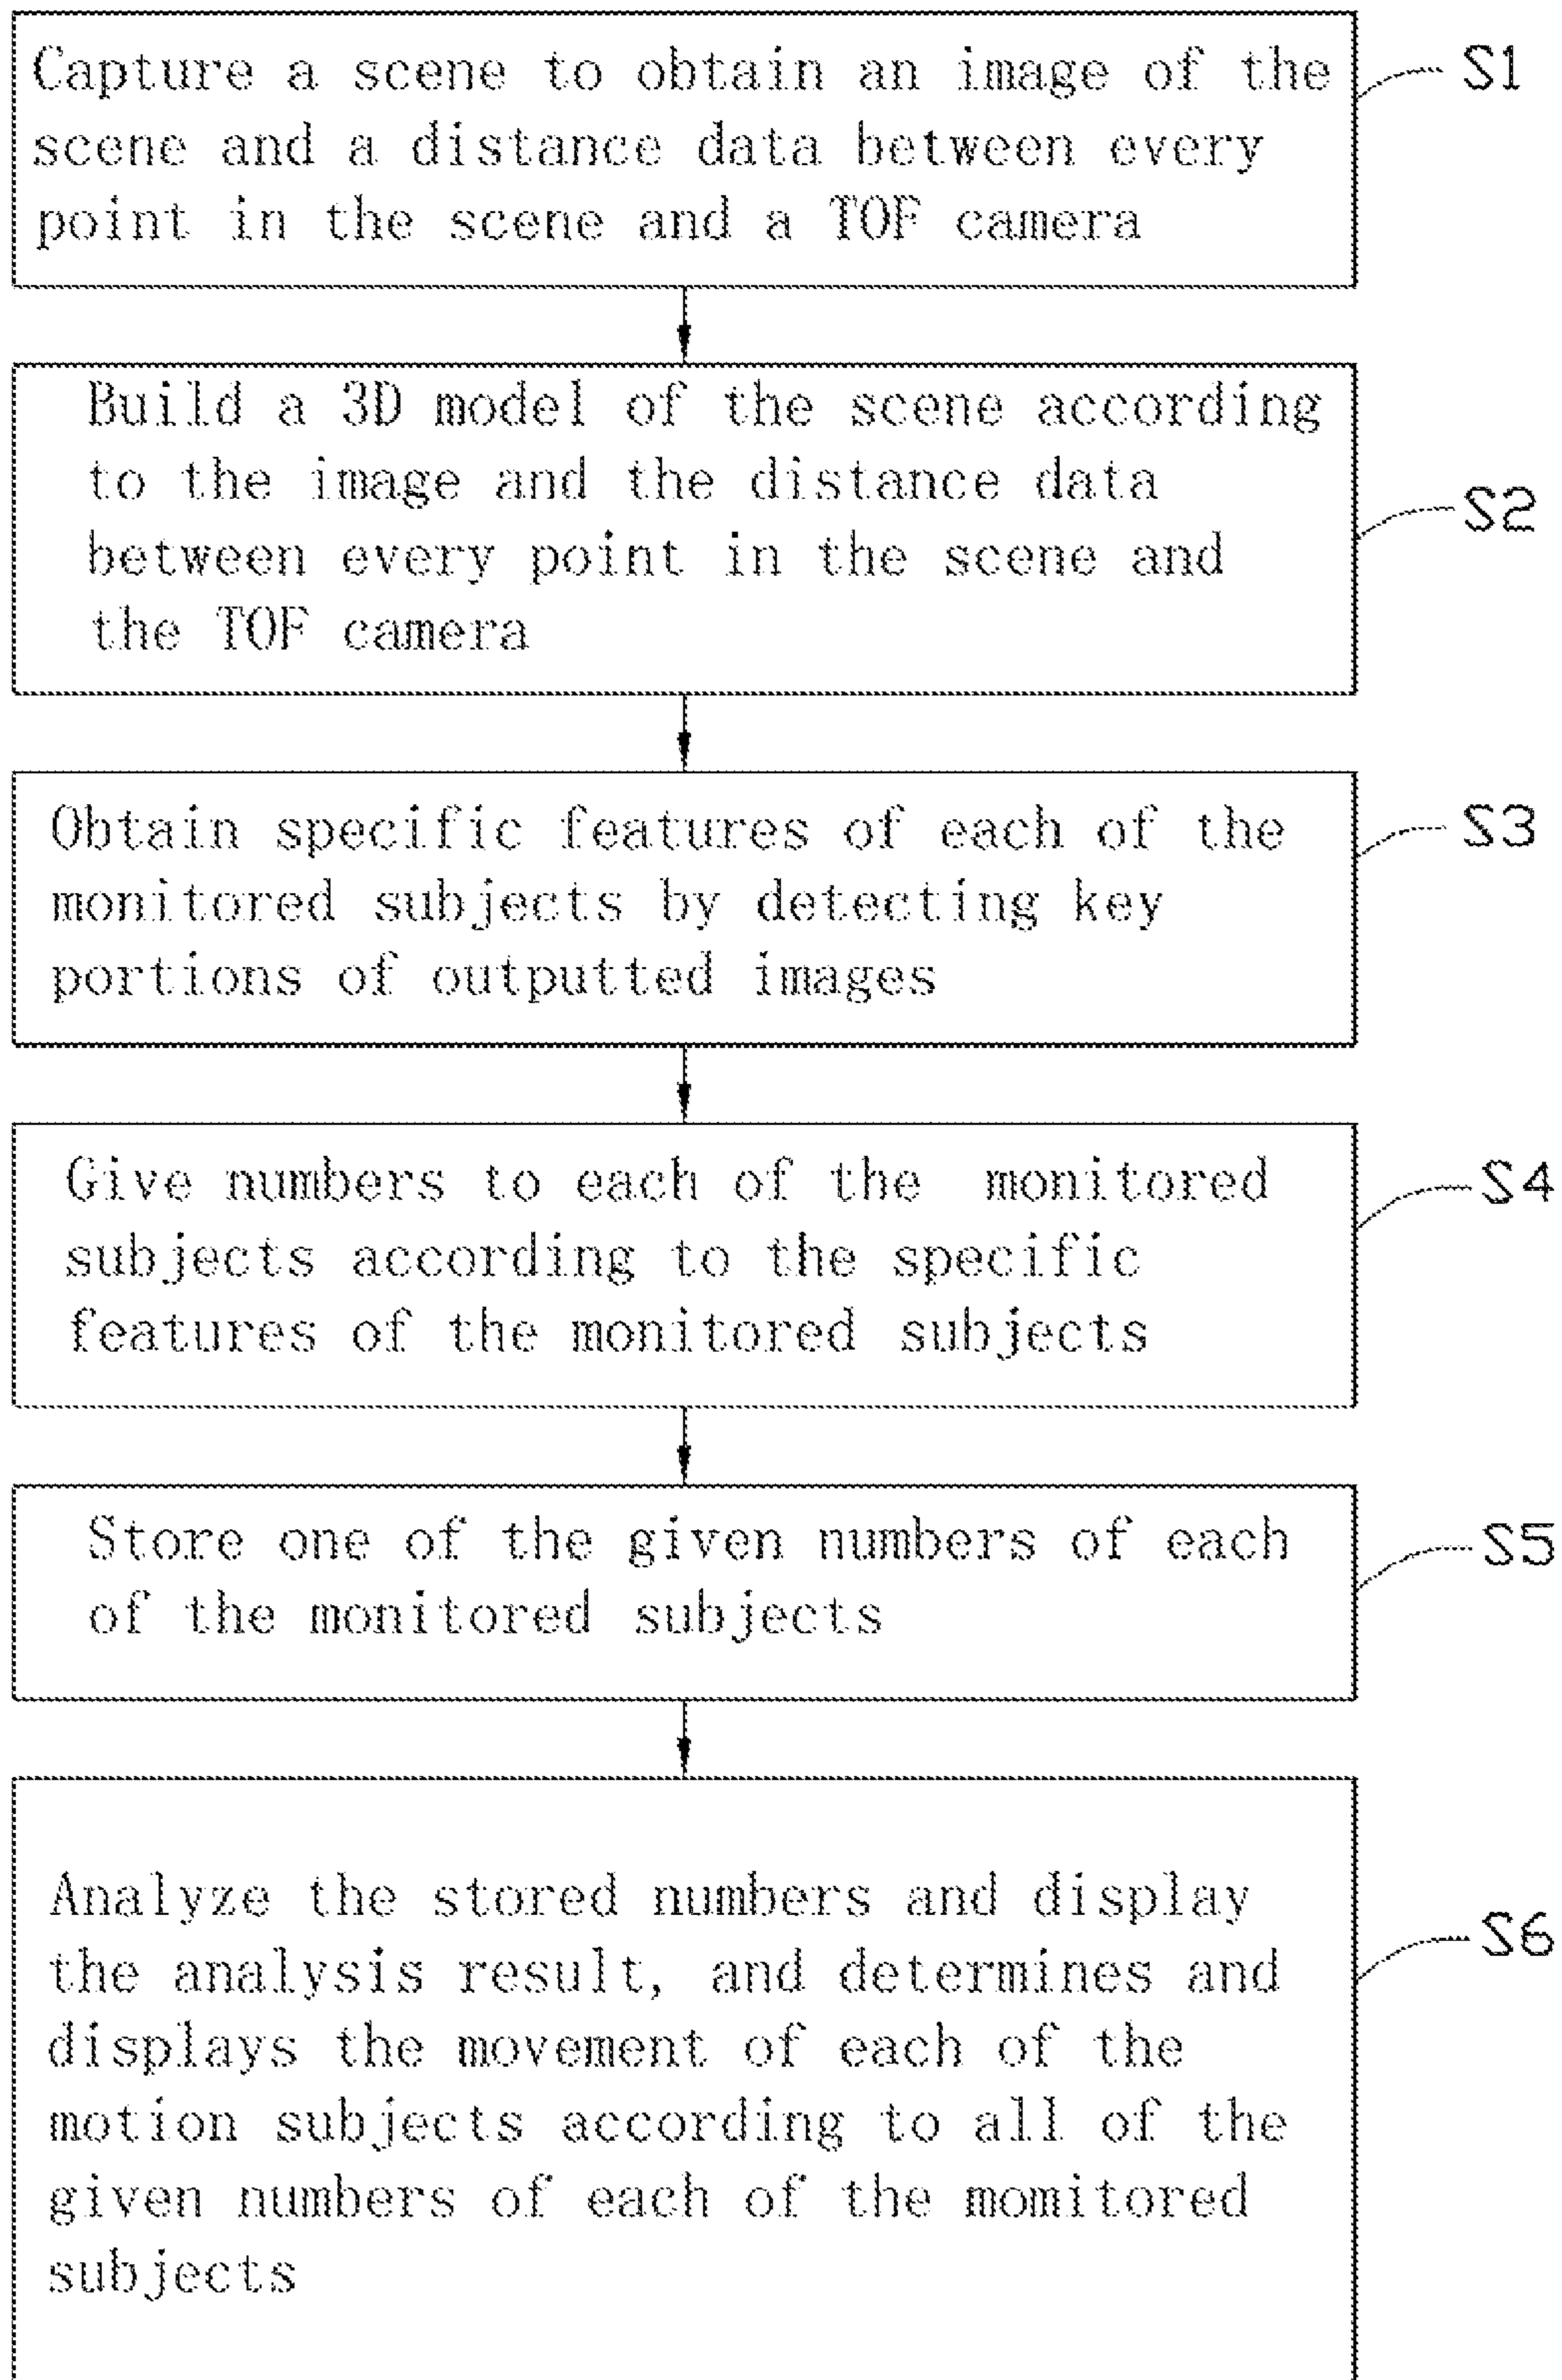 Capture a scene to obtain an image of the
scene and a distance data between every
point in the scene and a TOF camera
S1
Build a 3D model of the scene according
to the image and the distance data
between every point in the scene and
the TOF camera
S2
Obtain specific features of each of the
monitored subjects by detecting key
portions of outputted images
S3
Give numbers to each of the monitored
subjects according to the specific
features of the monitored subjects
S4
Store one of the given numbers of each
of the monitored subjects
S5
Analyze the stored numbers and display
the analysis result, and determines and
displays the movement of each of the
motion subjects according to all of the
given numbers of each of the momitored
subjects
S6